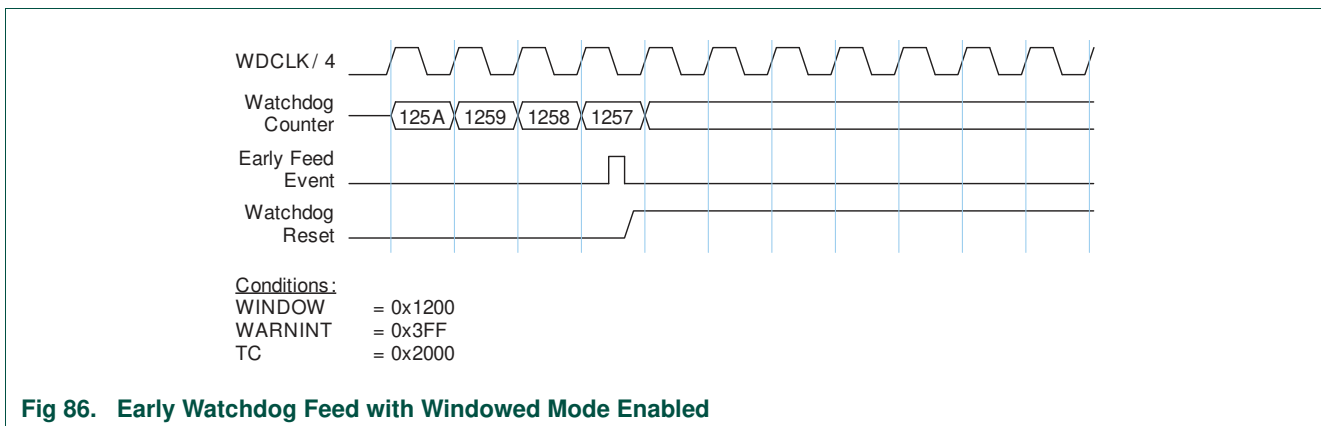 WDCLK / 4
Watchdog
Counter
125A 1259 1258 1257
Early Feed
Event
Watchdog
Reset
Conditions:
WINDOW = 0x1200
WARNINT = 0x3FF
TC = 0x2000
Fig 86. Early Watchdog Feed with Windowed Mode Enabled